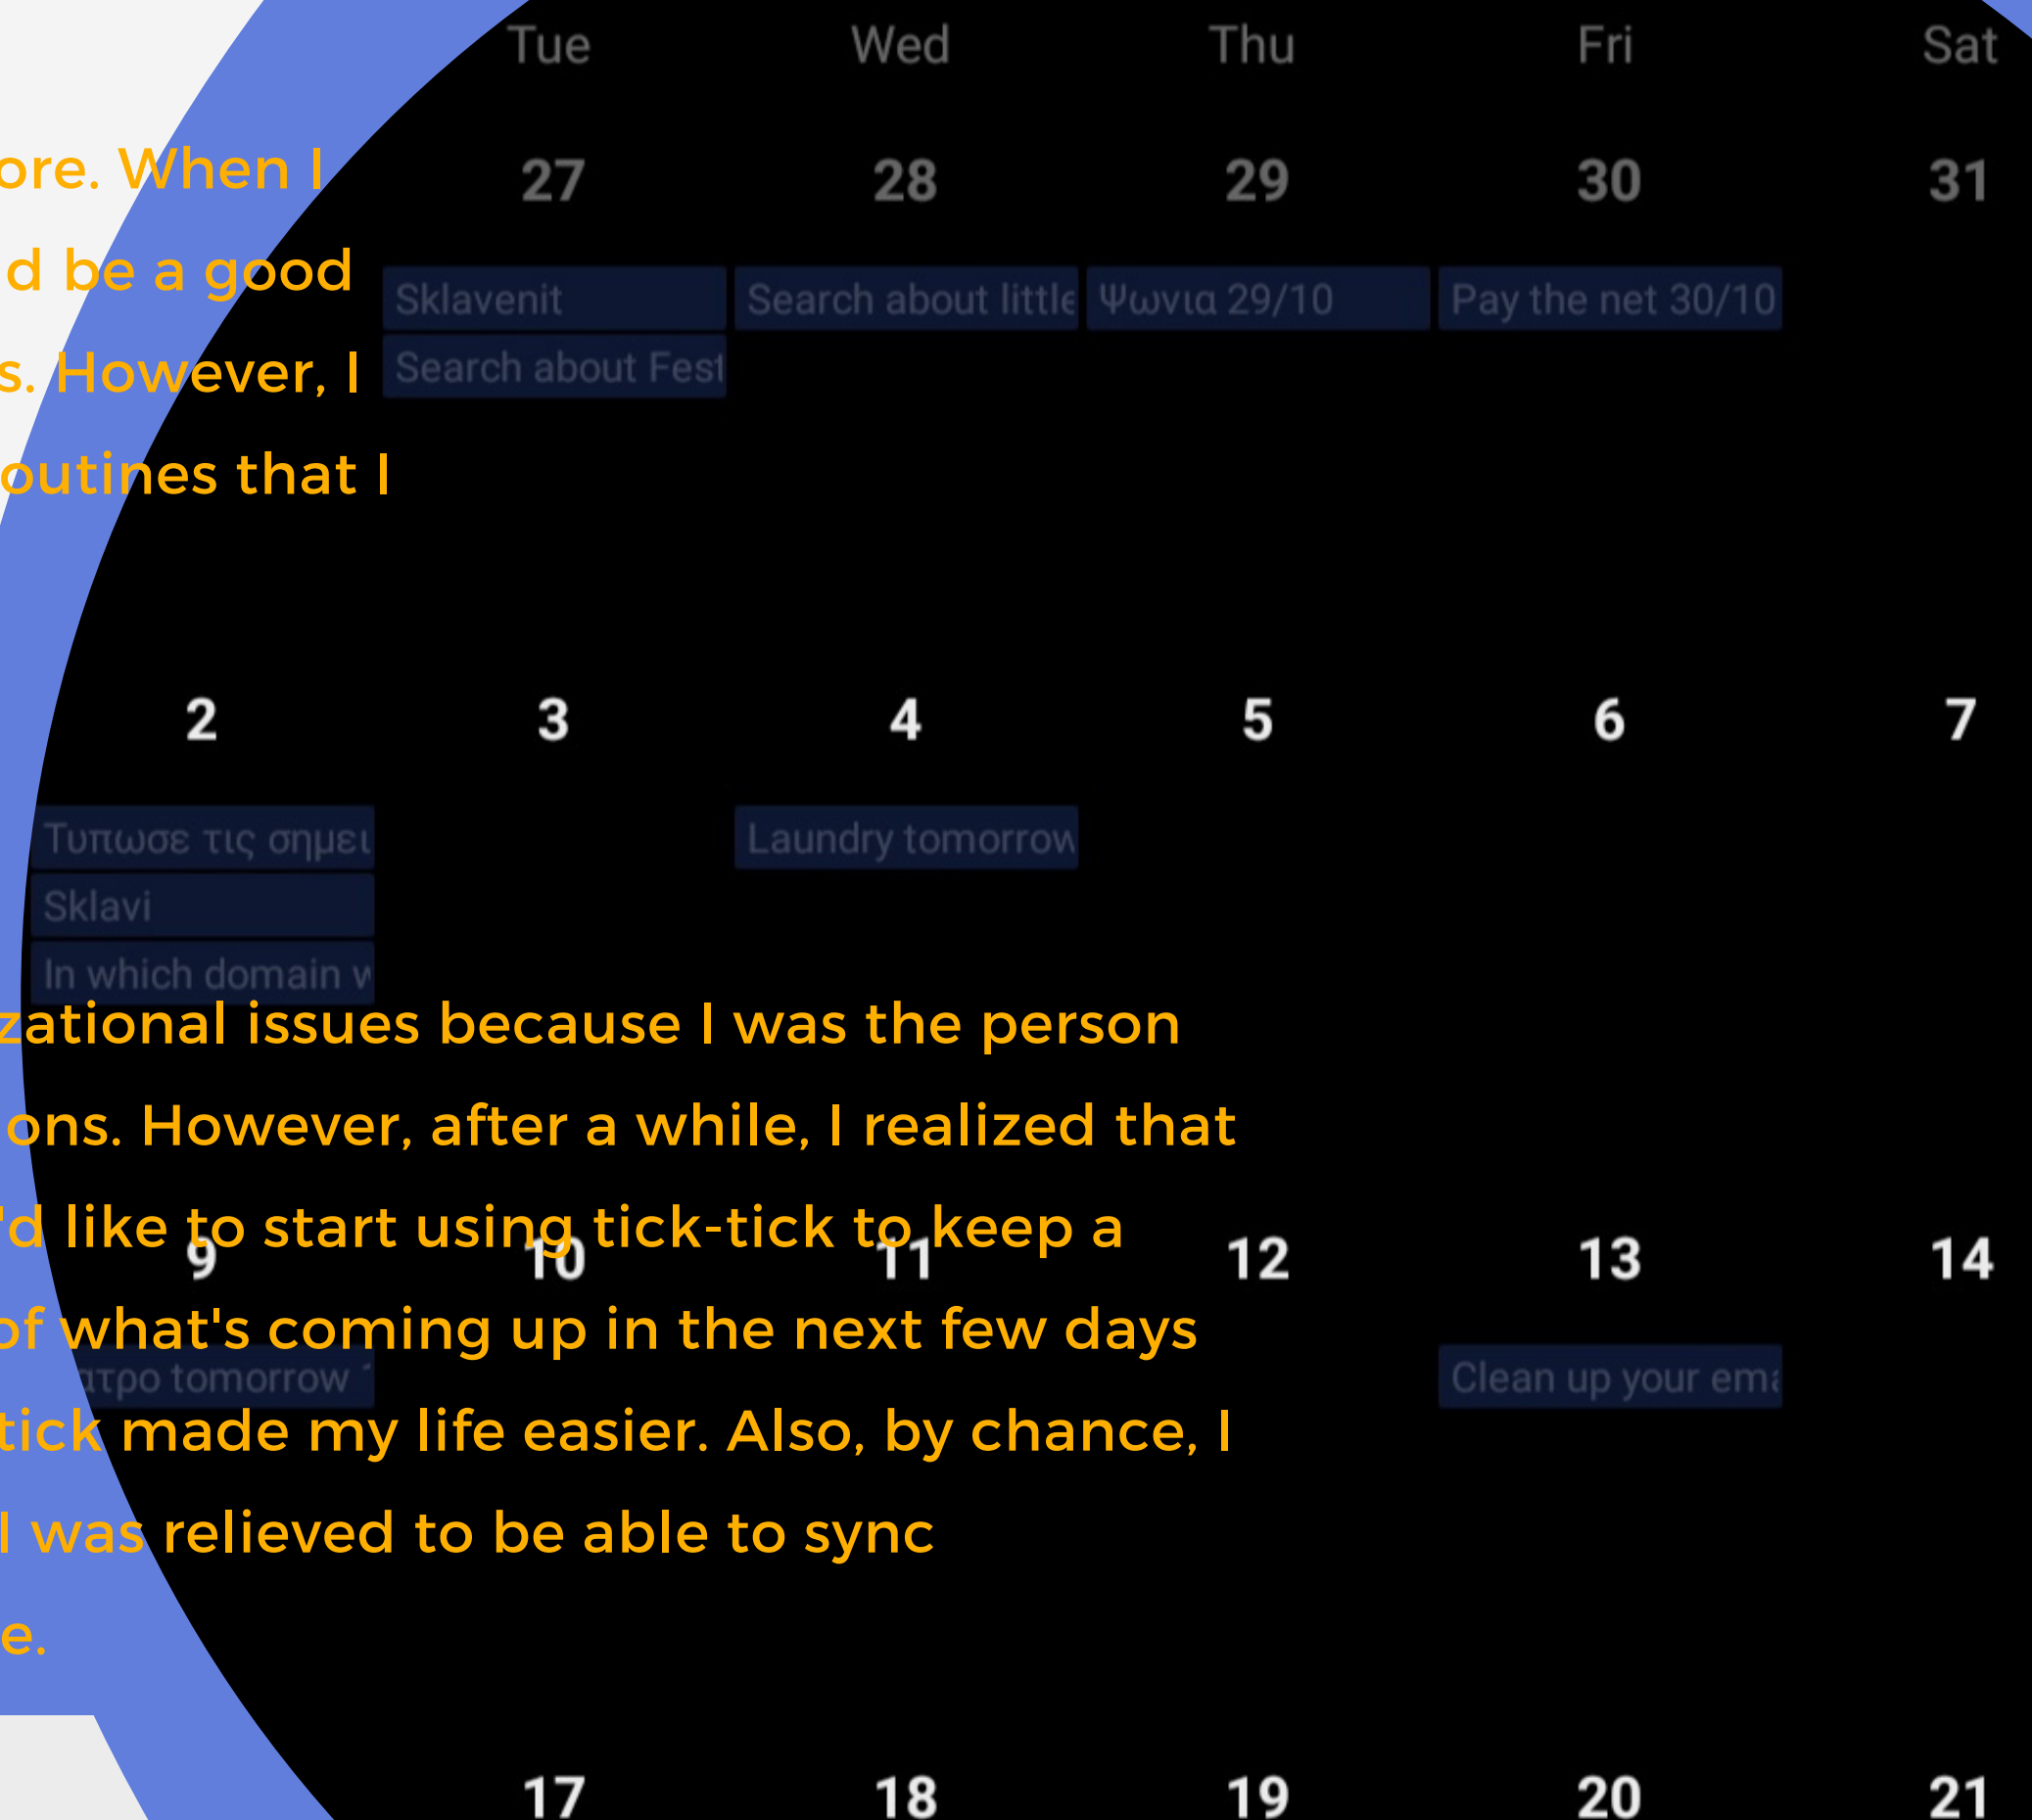 Tue Wed Thu Fri Sat
ore. When I
27 28 29 30 31
d be a good
Sklavenit Search about little Ψωνια 29/10 Pay the net 30/10
s. However, I
Search about Fest
outines that I
2 3 4 5 6 7
Τυπωσε τις σημει Laundry tomorrow
Sklavi
In which domain w
zational issues because I was the person
ons. However, after a while, I realized that
'd like to start using tick-tick to keep a
9 10 11 12 13 14
of what's coming up in the next few days
ατρο tomorrow Clean up your ema
tick made my life easier. Also, by chance, I
I was relieved to be able to sync
e.
17 18 19 20 21